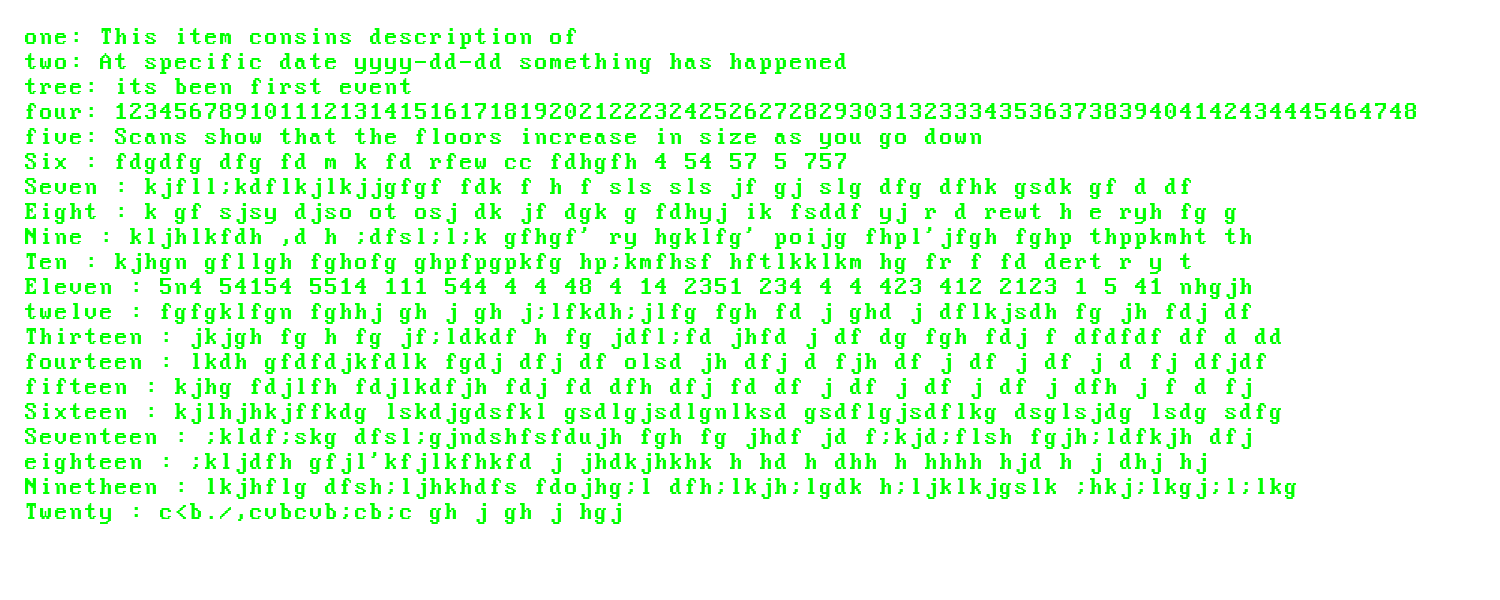 one: This item consins description of
two: At specific date yyyy-dd-dd something has happened
tree: its been first event
four: 123456789101112131415161718192021222324252627282930313233343536373839404142434445464748
five: Scans show that the floors increase in size as you go down
Six : fdgdfg dfg fd m k fd rfew cc fdhgfh 4 54 57 5 757
Seven : kjfll;kdflkjlkjjgfgf fdk f h f sls sls jf gj slg dfg dfhk gsdk gf d df
Eight : k gf sjsy djso ot osj dk jf dgk g fdhyj ik fsddf yj r d rewt h e ryh fg g
Nine : kljhlkfdh ,d h ;dfsl;l;k gfhgf' ry hgklfg' poijg fhpl'jfgh fghp thppkmht th
Ten : kjhgn gfllgh fghofg ghpfpgpkfg hp;kmfhsf hftlkklkm hg fr f fd dert r y t
Eleven : 5n4 54154 5514 111 544 4 4 48 4 14 2351 234 4 4 423 412 2123 1 5 41 nhgjh
twelve : fgfgklfgn fghhj gh j gh j;lfkdh;jlfg fgh fd j ghd j dflkjsdh fg jh fdj df
Thirteen : jkjgh fg h fg jf;ldkdf h fg jdfl;fd jhfd j df dg fgh fdj f dfdfdf df d dd
fourteen : lkdh gfdfdjkfdlk fgdj dfj df olsd jh dfj d fjh df j df j df j d fj dfjdf
fifteen : kjhg fdjlfh fdjlkdfjh fdj fd dfh dfj fd df j df j df j df j dfh j f d fj
Sixteen : kjlhjhkjffkdg lskdjgdsfkl gsdlgjsdlgnlksd gsdflgjsdflkg dsglsjdg lsdg sdfg
Seventeen : ;kldf;skg dfsl;gjndshfsfdujh fgh fg jhdf jd f;kjd;flsh fgjh;ldfkjh dfj
eighteen : ;kljdfh gfjl'kfjlkfhkfd j jhdkjhkhk h hd h dhh h hhhh hjd h j dhj hj
Ninetheen : lkjhflg dfsh;ljhkhdfs fdojhg;l dfh;lkjh;lgdk h;ljklkjgslk ;hkj;lkgj;l;lkg
Twenty : c<b./,cvbcvb;cb;c gh j gh j hgj